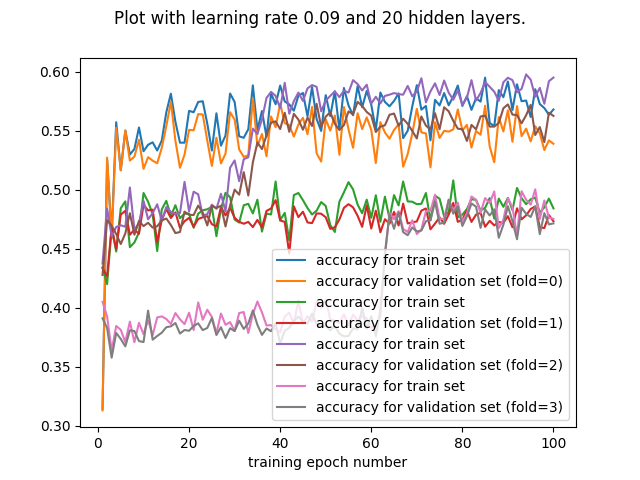 Plot with learning rate 0.09 and 20 hidden layers.
0.60
0.55
0.50
0.45
0.40
0.35
0.30
accuracy for train set
accuracy for validation set (fold=0)
accuracy for train set
accuracy for validation set (fold=1)
accuracy for train set
accuracy for validation set (fold=2)
accuracy for train set
accuracy for validation set (fold=3)
0 20 40 60 80 100
training epoch number